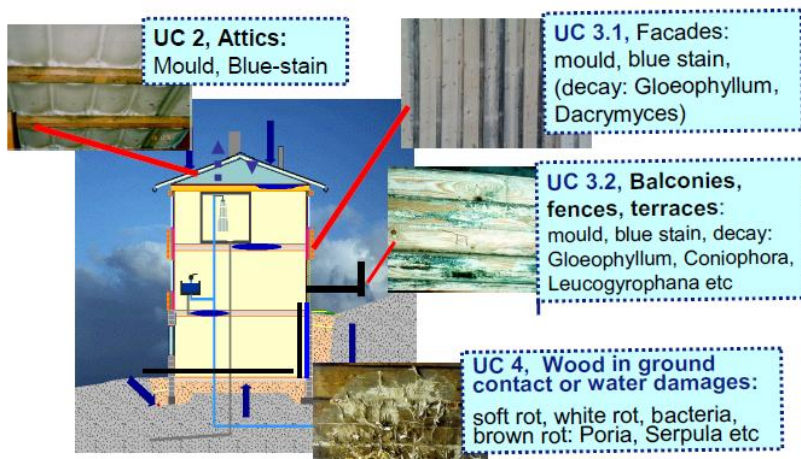 UC 2, Attics:
Mould, Blue-stain
UC 3.1, Facades:
mould, blue stain,
(decay: Gloeophyllum,
Dacrymyces)
UC 3.2, Balconies,
fences, terraces:
mould, blue stain, decay:
Gloeophyllum, Coniophora,
Leucogyrophana etc
UC 4, Wood in ground
contact or water damages:
soft rot, white rot, bacteria,
brown rot: Poria, Serpula etc